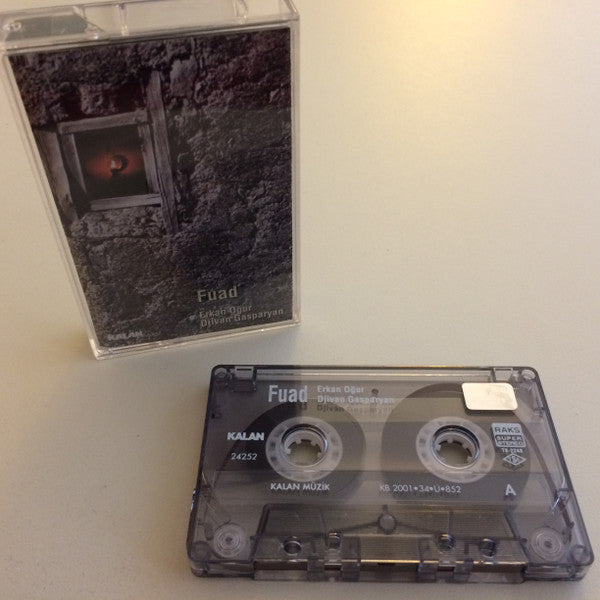 Fuad
Erkan Oğur
Djivan Gasparyan
KALAN
Fuad
Erkan Oğur
Djivan Gasparyan
KALAN
24252
KALAN MÜZİK
KB 2001•34•U•852
RAKS
SUPER
STEREO
A